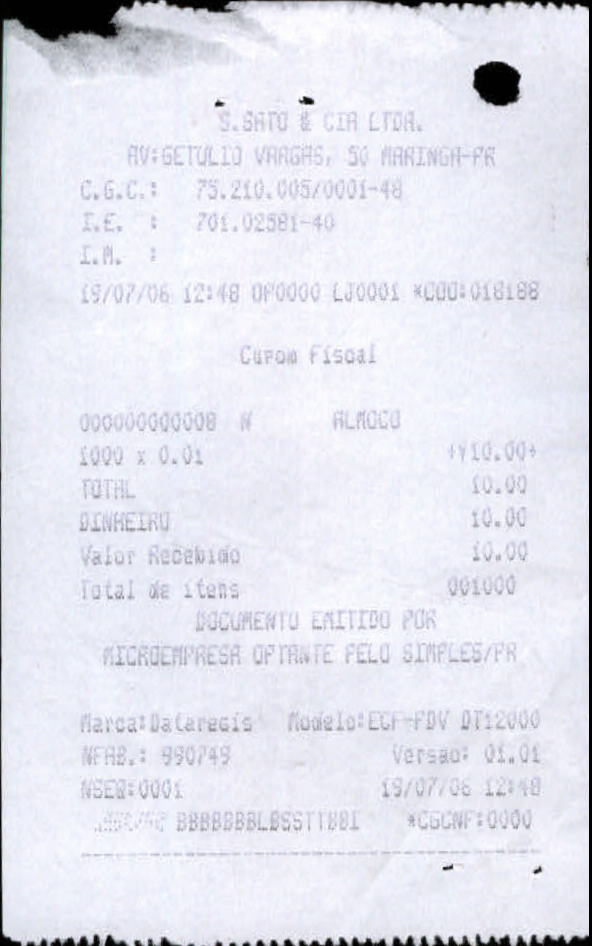 S.SATO & CIA LTDA.
AV:GETULIO VARGAS, 50 MARINGA-PR
C.G.C.: 75.210.005/0001-48
I.E. : 701.02581-40
I.M. :
19/07/06 12:48 OP0000 LJ0001 *COO:018188
Cupom Fiscal
000000000008 N ALMOCO
1000 x 0.01 +Y10.00+
TOTAL 10.00
DINHEIRO 10.00
Valor Recebido 10.00
Total de itens 001000
DOCUMENTO EMITIDO POR
MICROEMPRESA OPTANTE PELO SIMPLES/PR
Marca:Dataregis Modelo:ECF-PDV DT12000
NFAB.: 990749 Versao: 01.01
NSEQ:0001 19/07/06 12:48
BBBBBBBLBSSTTBBI *CGCNF:0000